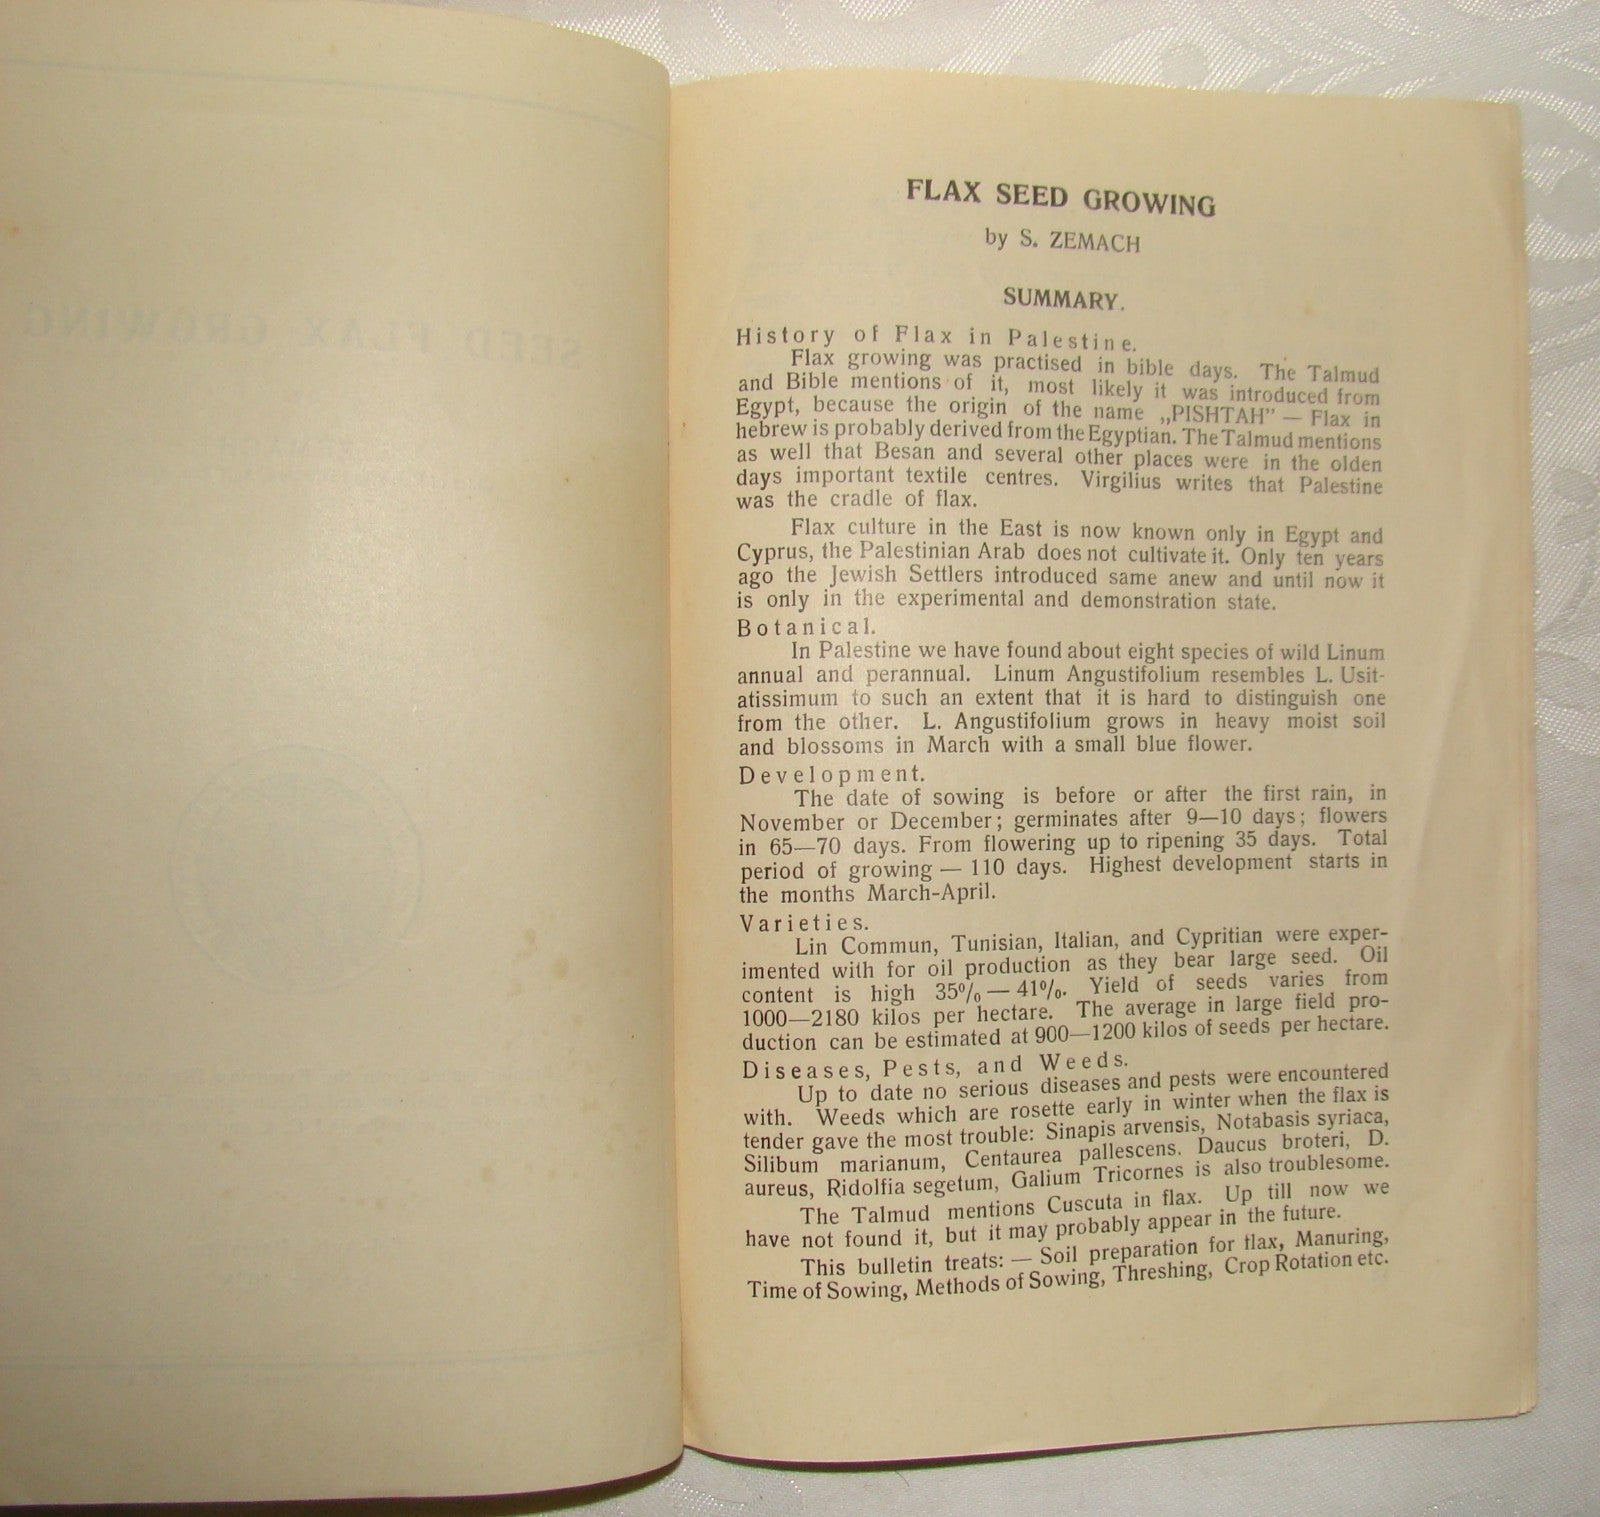 FLAX SEED GROWING
by S. ZEMACH
SUMMARY.
History of Flax in Palestine.
Flax growing was practised in bible days. The Talmud
and Bible mentions of it, most likely it was introduced from
Egypt, because the origin of the name „PISHTAH” — Flax in
hebrew is probably derived from the Egyptian. The Talmud mentions
as well that Besan and several other places were in the olden
days important textile centres. Virgilius writes that Palestine
was the cradle of flax.
Flax culture in the East is now known only in Egypt and
Cyprus, the Palestinian Arab does not cultivate it. Only ten years
ago the Jewish Settlers introduced same anew and until now it
is only in the experimental and demonstration state.
Botanical.
In Palestine we have found about eight species of wild Linum
annual and perannual. Linum Angustifolium resembles L. Usit-
atissimum to such an extent that it is hard to distinguish one
from the other. L. Angustifolium grows in heavy moist soil
and blossoms in March with a small blue flower.
Development.
The date of sowing is before or after the first rain, in
November or December; germinates after 9—10 days; flowers
in 65—70 days. From flowering up to ripening 35 days. Total
period of growing — 110 days. Highest development starts in
the months March-April.
Varieties.
Lin Commun, Tunisian, Italian, and Cypritian were exper-
imented with for oil production as they bear large seed. Oil
content is high 35% — 41%. Yield of seeds varies from
1000—2180 kilos per hectare. The average in large field pro-
duction can be estimated at 900—1200 kilos of seeds per hectare.
Diseases, Pests, and Weeds.
Up to date no serious diseases and pests were encountered
with. Weeds which are rosette early in winter when the flax is
tender gave the most trouble: Sinapis arvensis, Notabasis syriaca,
Silibum marianum, Centaurea pallescens. Daucus broteri, D.
aureus, Ridolfia segetum, Galium Tricornes is also troublesome.
The Talmud mentions Cuscuta in flax. Up till now we
have not found it, but it may probably appear in the future.
This bulletin treats: — Soil preparation for flax, Manuring,
Time of Sowing, Methods of Sowing, Threshing, Crop Rotation etc.
SEED FLAX GROWING